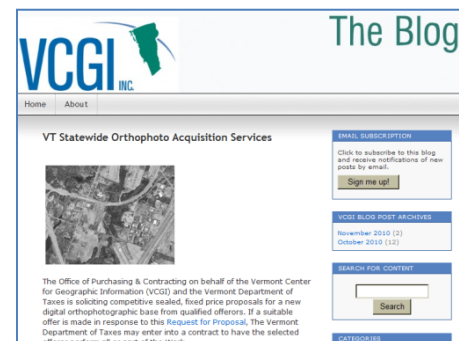 The Blog
VCGI INC.
Home About
VT Statewide Orthophoto Acquisition Services
The Office of Purchasing & Contracting on behalf of the Vermont Center
for Geographic Information (VCGI) and the Vermont Department of
Taxes is soliciting competitive sealed, fixed price proposals for a new
digital orthophotographic base from qualified offerors. If a suitable
offer is made in response to this Request for Proposal, The Vermont
Department of Taxes may enter into a contract to have the selected
EMAIL SUBSCRIPTION
Click to subscribe to this blog
and receive notifications of new
posts by email.
Sign me up!
VCGI BLOG POST ARCHIVES
November 2010 (2)
October 2010 (12)
SEARCH FOR CONTENT
Search
CATEGORIES